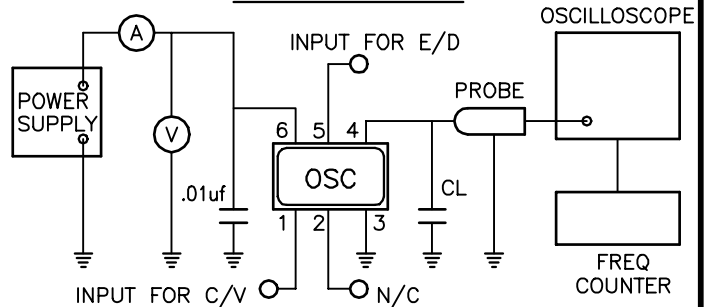 OSCILLOSCOPE
A
INPUT FOR E/D
PROBE
POWER
SUPPLY
V
6 5 4
.01uf
OSC
CL
1 2 3
INPUT FOR C/V
N/C
FREQ
COUNTER